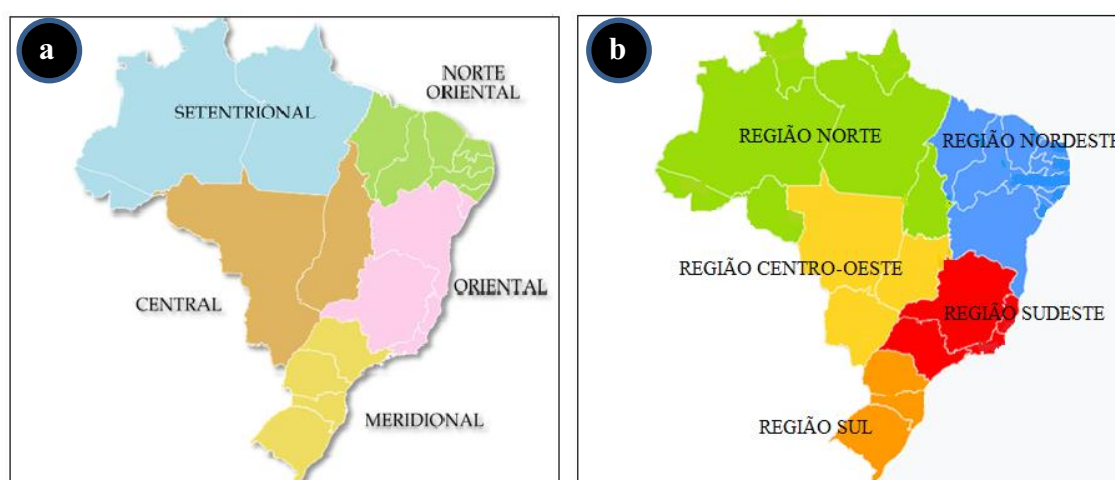 a
SETENTRIONAL
NORTE
ORIENTAL
CENTRAL
ORIENTAL
MERIDIONAL
b
REGIÃO NORTE
REGIÃO NORDESTE
REGIÃO CENTRO-OESTE
REGIÃO SUDESTE
REGIÃO SUL